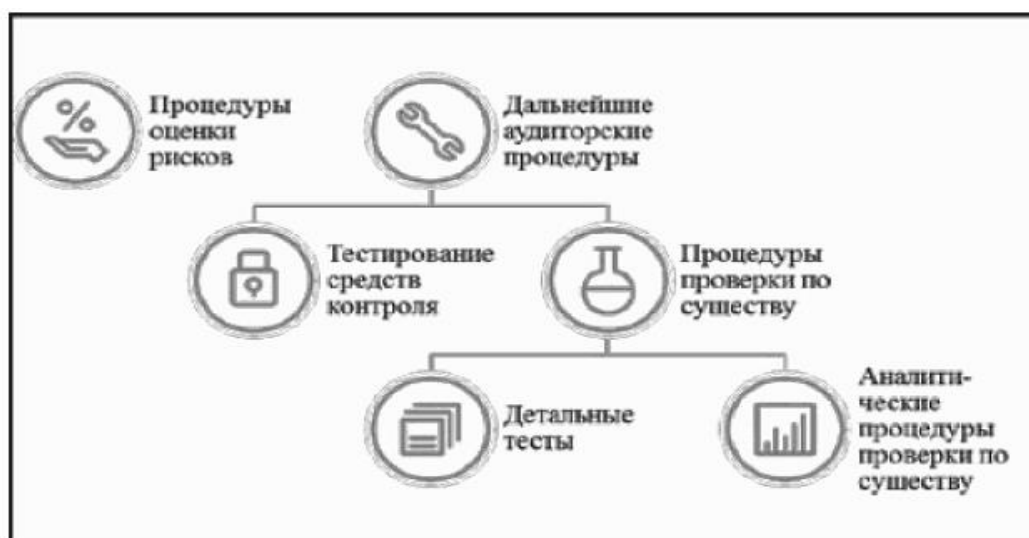 Процедуры
оценки
рисков
Дальнейшие
аудиторские
процедуры
Тестирование
средств
контроля
Процедуры
проверки по
существу
Детальные
тесты
Аналити-
ческие
процедуры
проверки по
существу